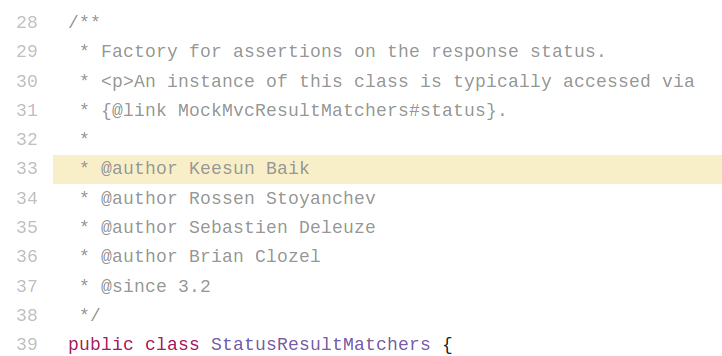 28 /**
29  * Factory for assertions on the response status.
30  * <p>An instance of this class is typically accessed via
31  * {@link MockMvcResultMatchers#status}.
32  *
33  * @author Keesun Baik
34  * @author Rossen Stoyanchev
35  * @author Sebastien Deleuze
36  * @author Brian Clozel
37  * @since 3.2
38  */
39 public class StatusResultMatchers {